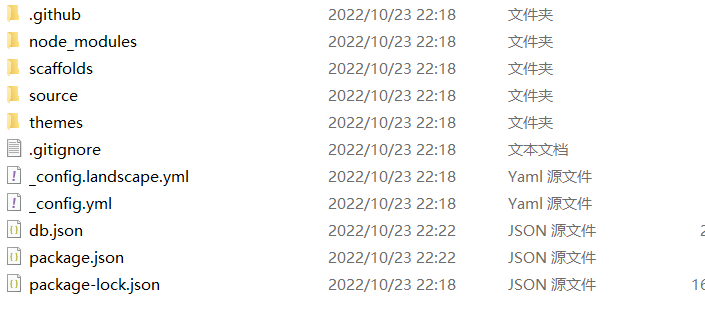 .github 2022/10/23 22:18 文件夹
node_modules 2022/10/23 22:18 文件夹
scaffolds 2022/10/23 22:18 文件夹
source 2022/10/23 22:18 文件夹
themes 2022/10/23 22:18 文件夹
.gitignore 2022/10/23 22:18 文本文档
_config.landscape.yml 2022/10/23 22:18 Yaml 源文件
_config.yml 2022/10/23 22:18 Yaml 源文件
db.json 2022/10/23 22:22 JSON 源文件
package.json 2022/10/23 22:22 JSON 源文件
package-lock.json 2022/10/23 22:18 JSON 源文件 16